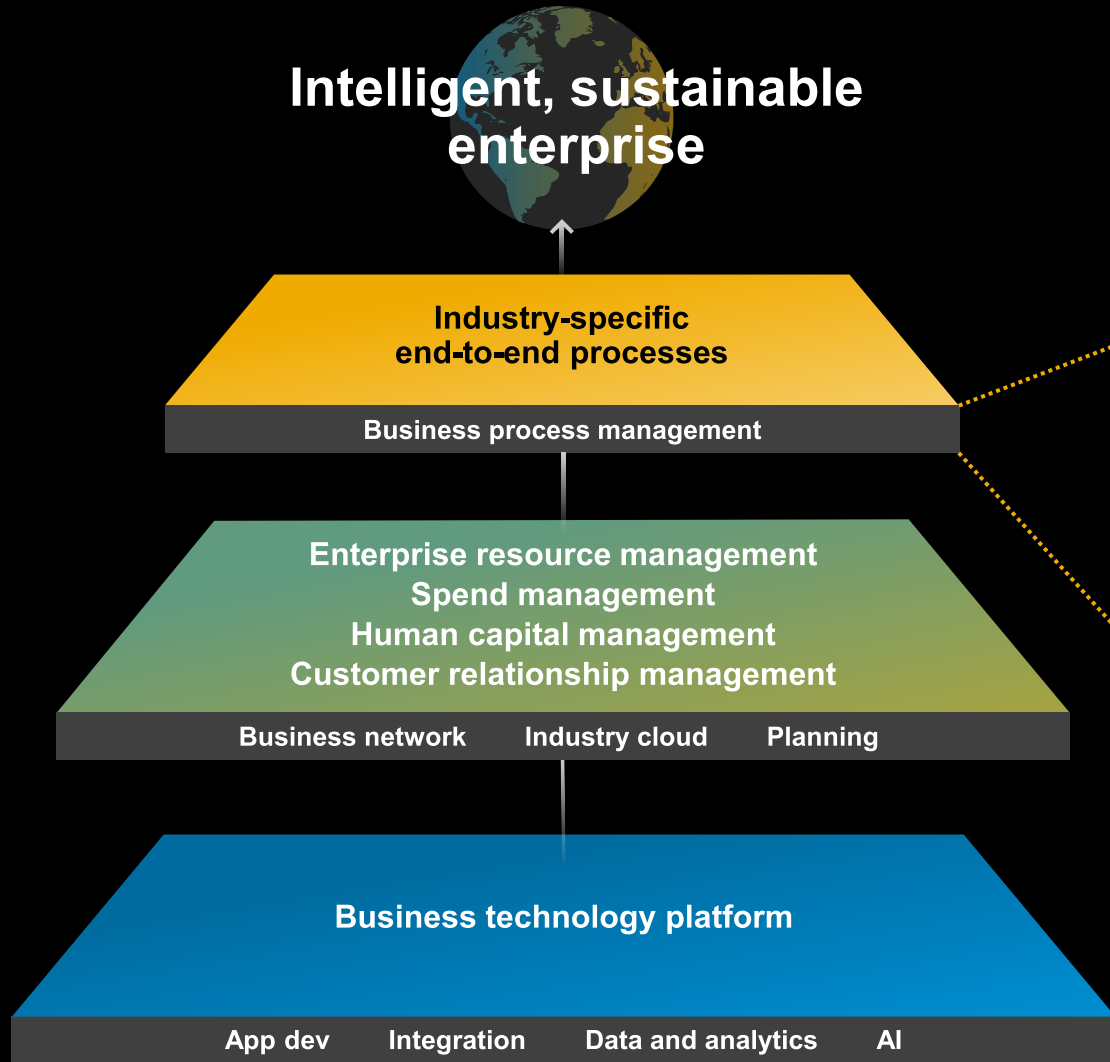 Intelligent, sustainable
enterprise
Industry-specific
end-to-end processes
Business process management
Enterprise resource management
Spend management
Human capital management
Customer relationship management
Business network Industry cloud Planning
Business technology platform
App dev Integration Data and analytics AI